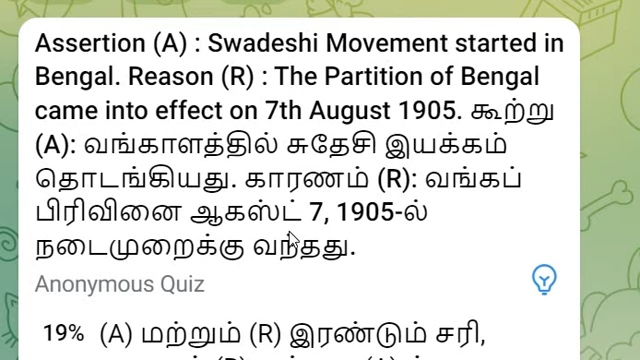 Assertion (A) : Swadeshi Movement started in
Bengal. Reason (R) : The Partition of Bengal
came into effect on 7th August 1905. கூற்று
(A): வங்காளத்தில் சுதேசி இயக்கம்
தொடங்கியது. காரணம் (R): வங்கப்
பிரிவினை ஆகஸ்ட் 7, 1905-ல்
நடைமுறைக்கு வந்தது.
Anonymous Quiz
19% (A) மற்றும் (R) இரண்டும் சரி,